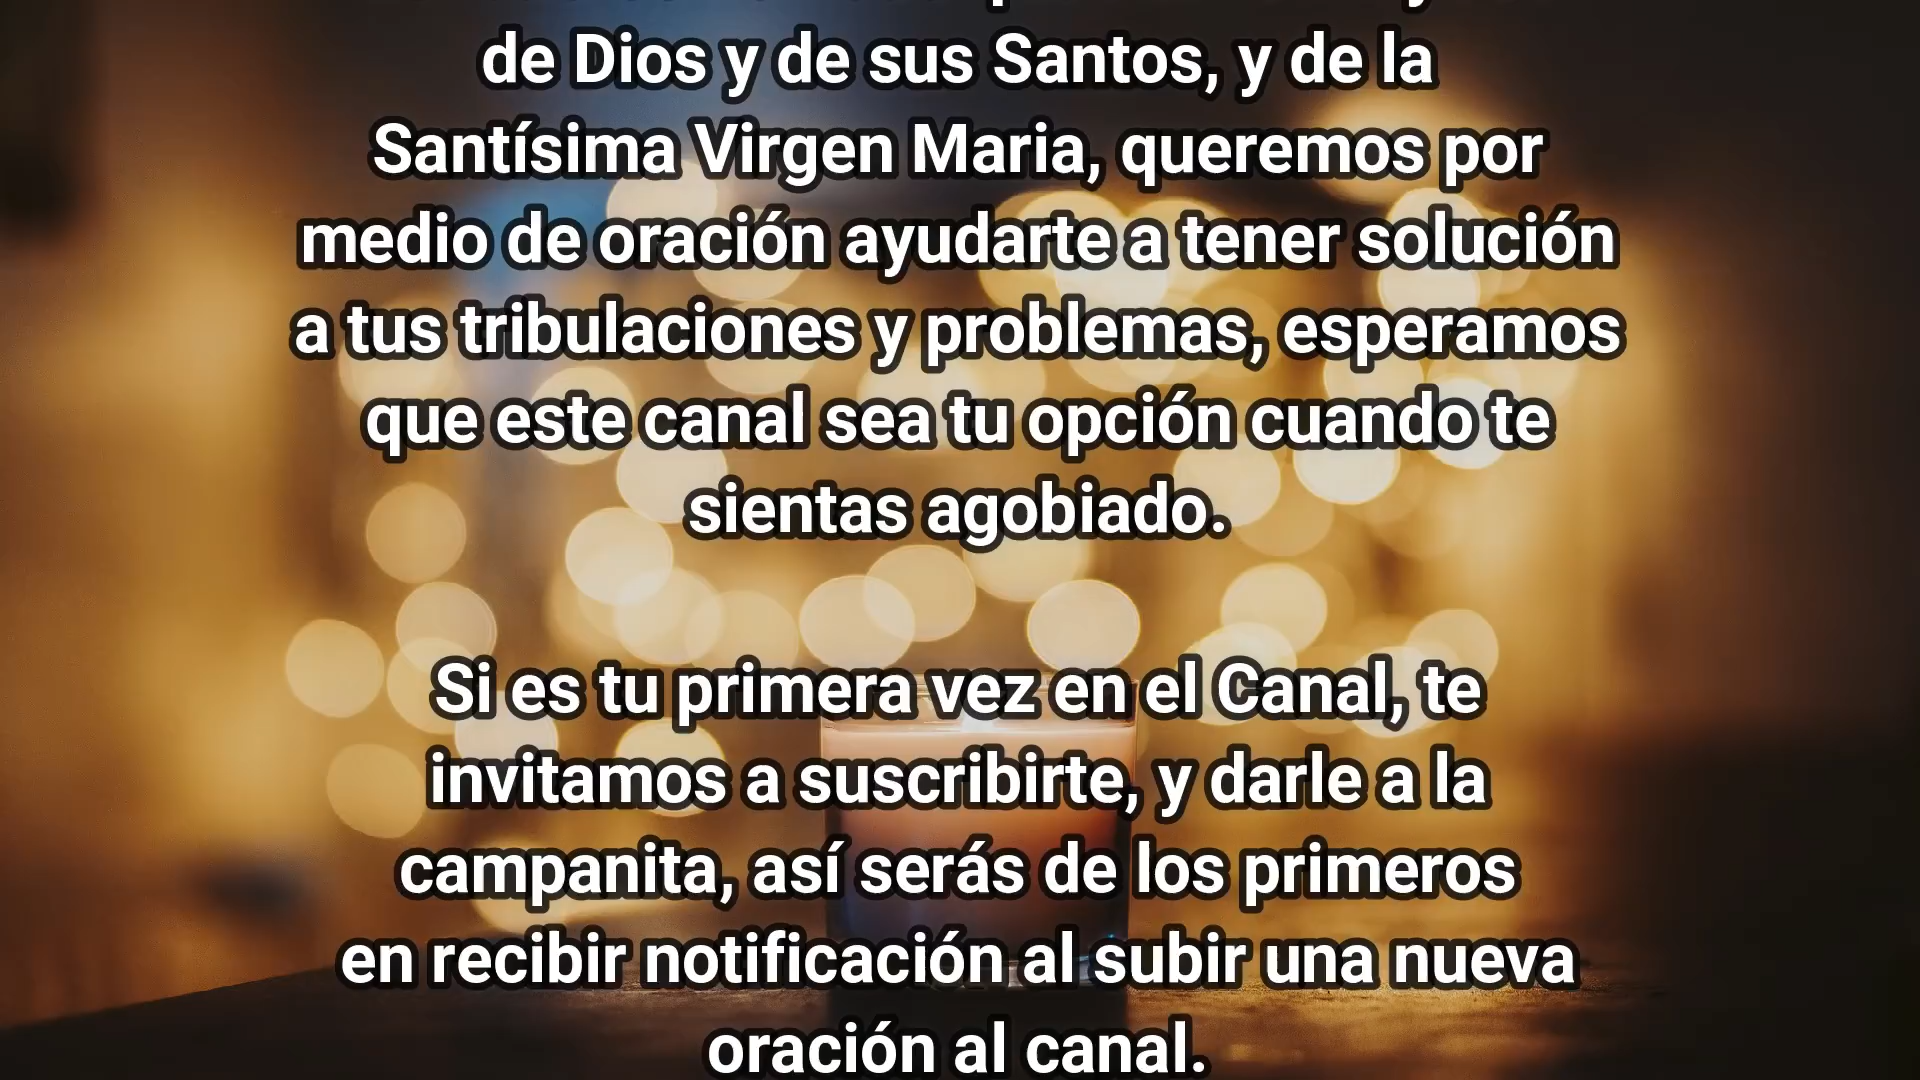 de Dios y de sus Santos, y de la
Santísima Virgen Maria, queremos por
medio de oración ayudarte a tener solución
a tus tribulaciones y problemas, esperamos
que este canal sea tu opción cuando te
sientas agobiado.
Si es tu primera vez en el Canal, te
invitamos a suscribirte, y darle a la
campanita, así serás de los primeros
en recibir notificación al subir una nueva
oración al canal.